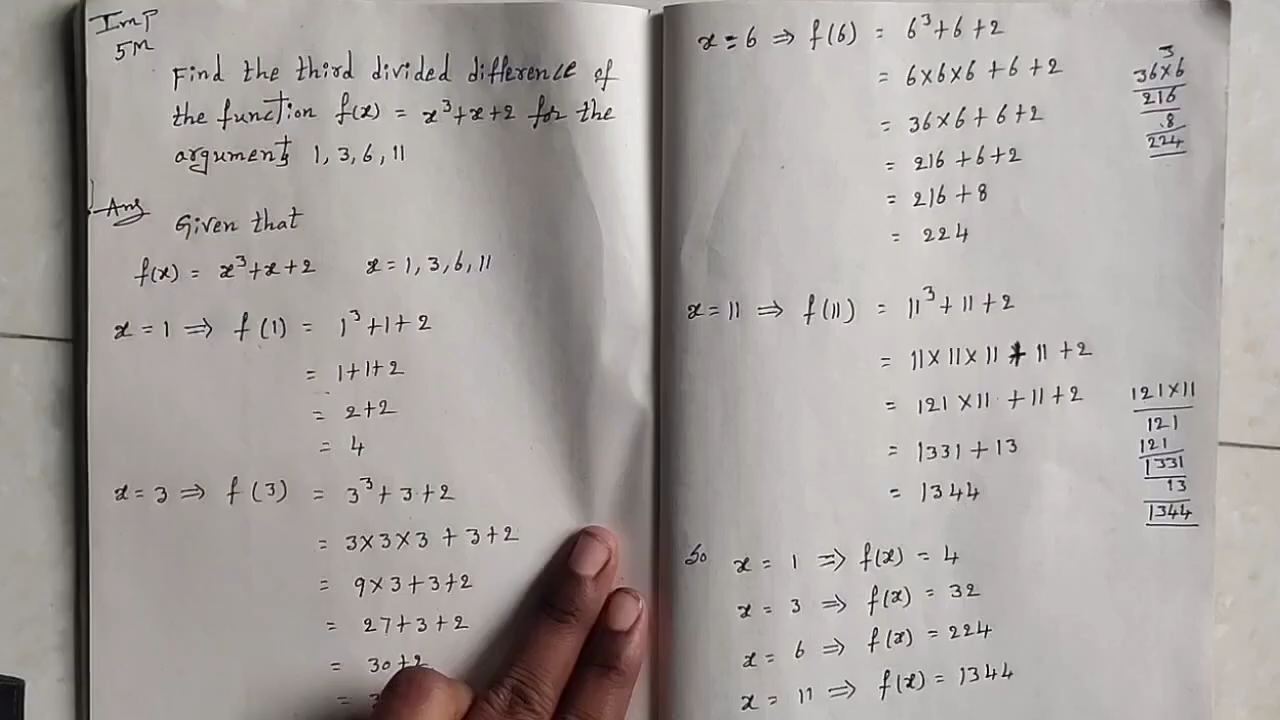 Imp
5M
Find the third divided difference of
the function f(x) = x³+x+2 for the
arguments 1, 3, 6, 11
Ans
Given that
f(x) = x³+x+2 x = 1, 3, 6, 11
x = 1 ⇒ f(1) = 1³+1+2
= 1+1+2
= 2+2
= 4
x = 3 ⇒ f(3) = 3³+3+2
= 3×3×3+3+2
= 9×3+3+2
= 27+3+2
= 30+2
=
x = 6 ⇒ f(6) = 6³+6+2
= 6×6×6+6+2
= 36×6+6+2
= 216+6+2
= 216+8
= 224
3
36×6
216
8
224
x = 11 ⇒ f(11) = 11³+11+2
= 11×11×11+11+2
= 121×11+11+2
= 1331+13
= 1344
121×11
121
121
1331
13
1344
So x = 1 ⇒ f(x) = 4
x = 3 ⇒ f(x) = 32
x = 6 ⇒ f(x) = 224
x = 11 ⇒ f(x) = 1344